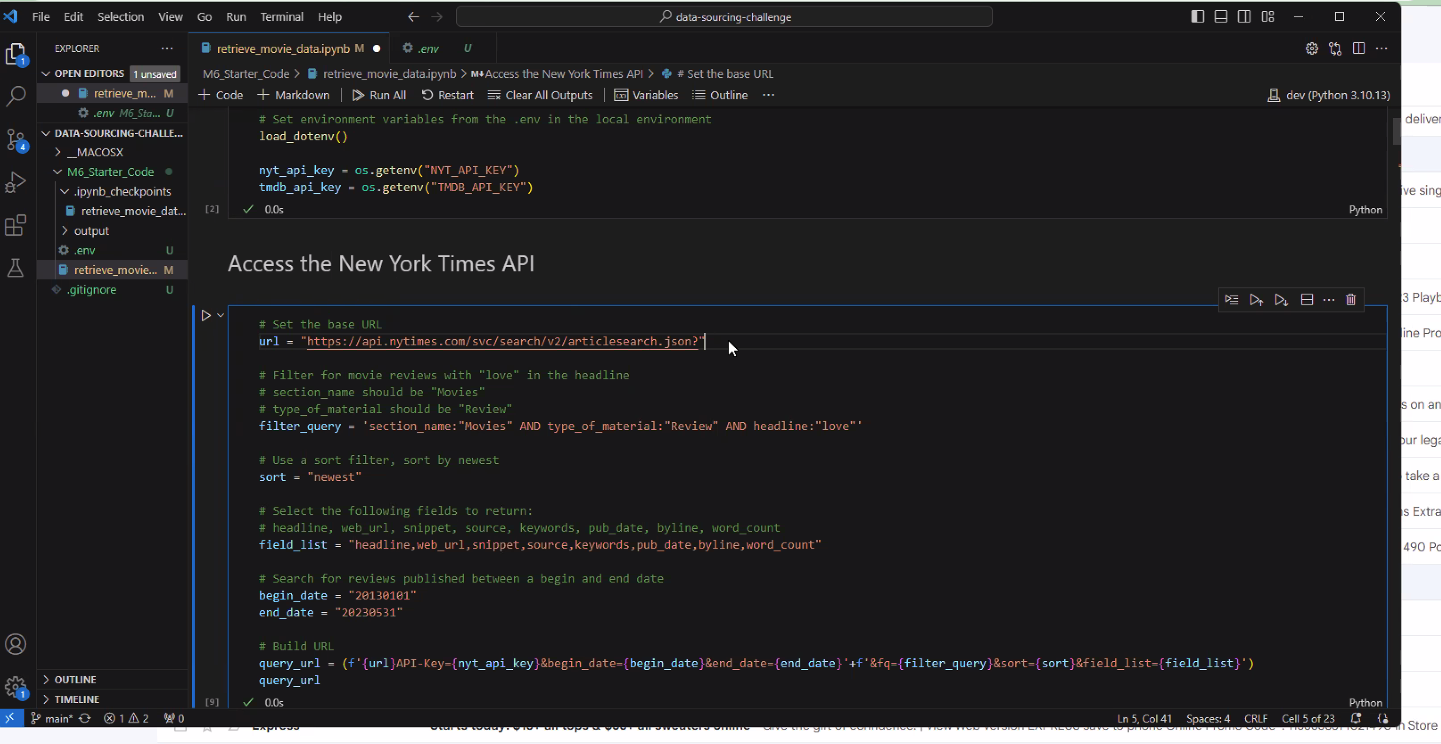 File Edit Selection View Go Run Terminal Help
data-sourcing-challenge
EXPLORER
OPEN EDITORS 1 unsaved
retrieve_m... M
.env M6_Sta... U
DATA-SOURCING-CHALLE...
__MACOSX
M6_Starter_Code
.ipynb_checkpoints
retrieve_movie_dat...
output
.env U
retrieve_movie... M
.gitignore U
OUTLINE
TIMELINE
retrieve_movie_data.ipynb M
.env U
M6_Starter_Code > retrieve_movie_data.ipynb > M↓Access the New York Times API > # Set the base URL
+ Code + Markdown Run All Restart Clear All Outputs Variables Outline ...
dev (Python 3.10.13)
# Set environment variables from the .env in the local environment
load_dotenv()
nyt_api_key = os.getenv("NYT_API_KEY")
tmdb_api_key = os.getenv("TMDB_API_KEY")
[2] 0.0s Python
Access the New York Times API
# Set the base URL
url = "https://api.nytimes.com/svc/search/v2/articlesearch.json?"
# Filter for movie reviews with "love" in the headline
# section_name should be "Movies"
# type_of_material should be "Review"
filter_query = 'section_name:"Movies" AND type_of_material:"Review" AND headline:"love"'
# Use a sort filter, sort by newest
sort = "newest"
# Select the following fields to return:
# headline, web_url, snippet, source, keywords, pub_date, byline, word_count
field_list = "headline,web_url,snippet,source,keywords,pub_date,byline,word_count"
# Search for reviews published between a begin and end date
begin_date = "20130101"
end_date = "20230531"
# Build URL
query_url = (f'{url}API-Key={nyt_api_key}&begin_date={begin_date}&end_date={end_date}'+f'&fq={filter_query}&sort={sort}&field_list={field_list}')
query_url
[9] 0.0s Python
main* 1 2 0
Ln 5, Col 41 Spaces: 4 CRLF Cell 5 of 23
deliver
ive sing
3 Playb
line Pro
s on an
our lega
take a
s Extra
490 Po
Express
n Store